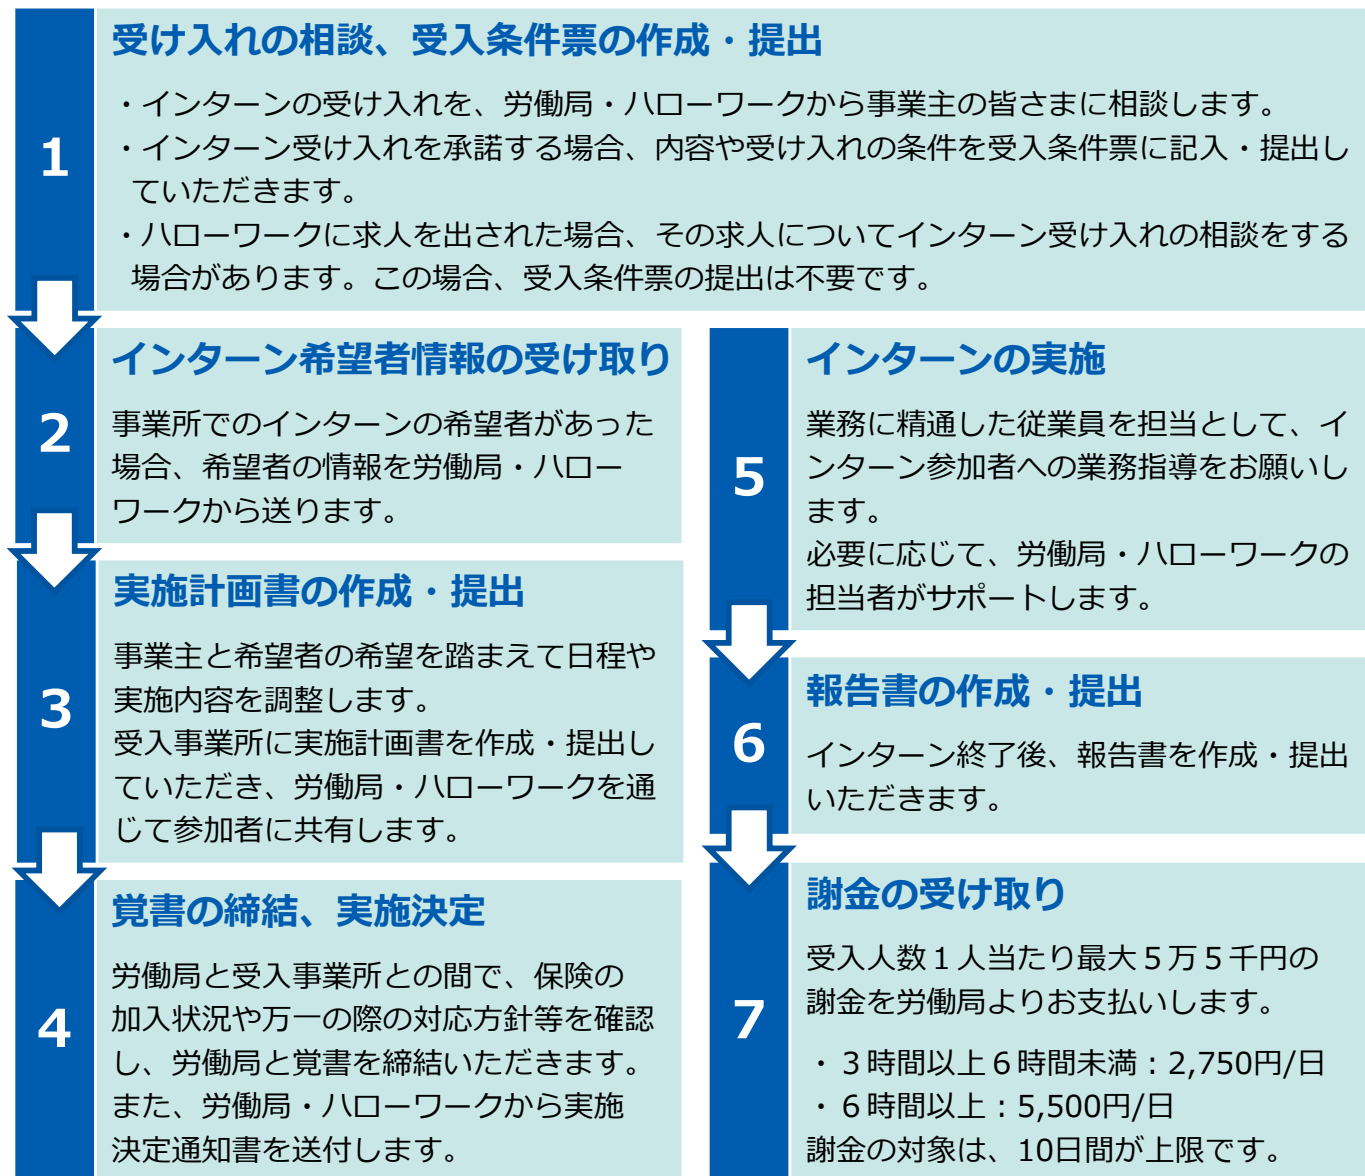 1
受け入れの相談、受入条件票の作成・提出
・インターンの受け入れを、労働局・ハローワークから事業主の皆さまに相談します。
・インターン受け入れを承諾する場合、内容や受け入れの条件を受入条件票に記入・提出し
ていただきます。
・ハローワークに求人を出された場合、その求人についてインターン受け入れの相談をする
場合があります。この場合、受入条件票の提出は不要です。
2
インターン希望者情報の受け取り
事業所でのインターンの希望者があった
場合、希望者の情報を労働局・ハロー
ワークから送ります。
3
実施計画書の作成・提出
事業主と希望者の希望を踏まえて日程や
実施内容を調整します。
受入事業所に実施計画書を作成・提出し
ていただき、労働局・ハローワークを通
じて参加者に共有します。
4
覚書の締結、実施決定
労働局と受入事業所との間で、保険の
加入状況や万一の際の対応方針等を確認
し、労働局と覚書を締結いただきます。
また、労働局・ハローワークから実施
決定通知書を送付します。
5
インターンの実施
業務に精通した従業員を担当として、イ
ンターン参加者への業務指導をお願いし
ます。
必要に応じて、労働局・ハローワークの
担当者がサポートします。
6
報告書の作成・提出
インターン終了後、報告書を作成・提出
いただきます。
7
謝金の受け取り
受入人数１人当たり最大５万５千円の
謝金を労働局よりお支払いします。
・３時間以上６時間未満：2,750円/日
・６時間以上：5,500円/日
謝金の対象は、10日間が上限です。